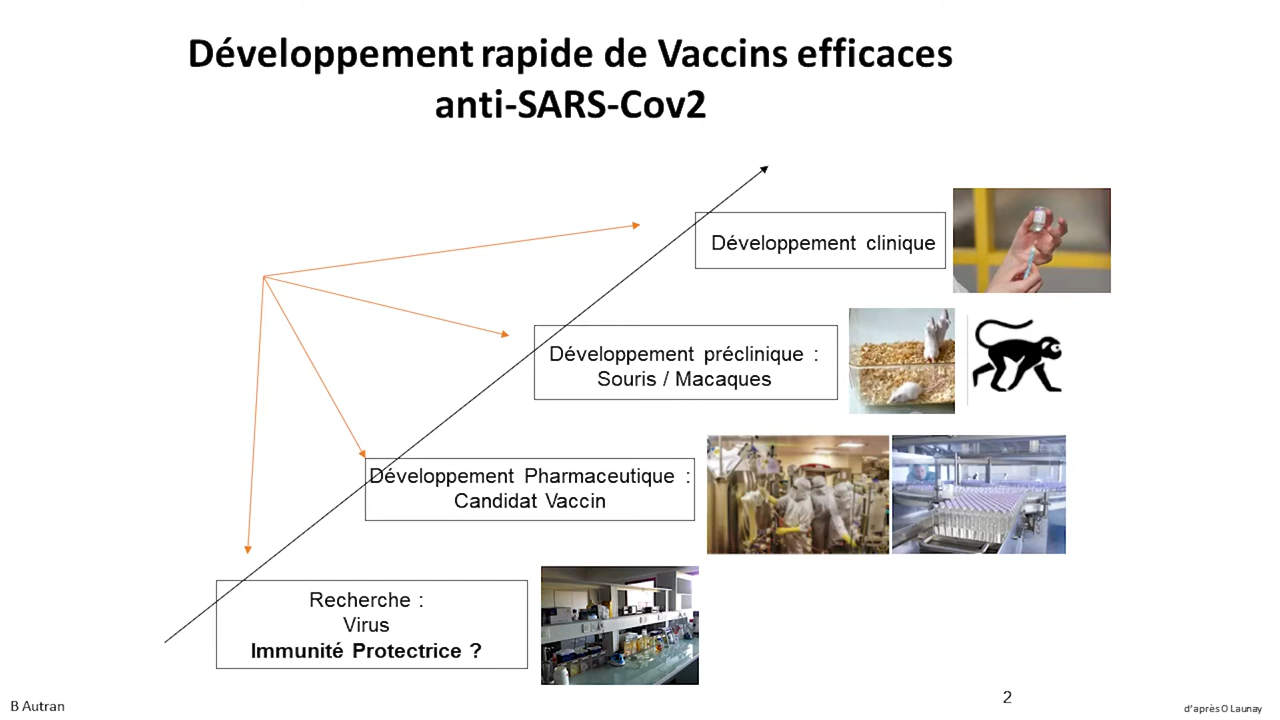 Développement rapide de Vaccins efficaces
anti-SARS-Cov2
Développement clinique
Développement préclinique :
Souris / Macaques
Développement Pharmaceutique :
Candidat Vaccin
Recherche :
Virus
Immunité Protectrice ?
B Autran
2
d'après O Launay